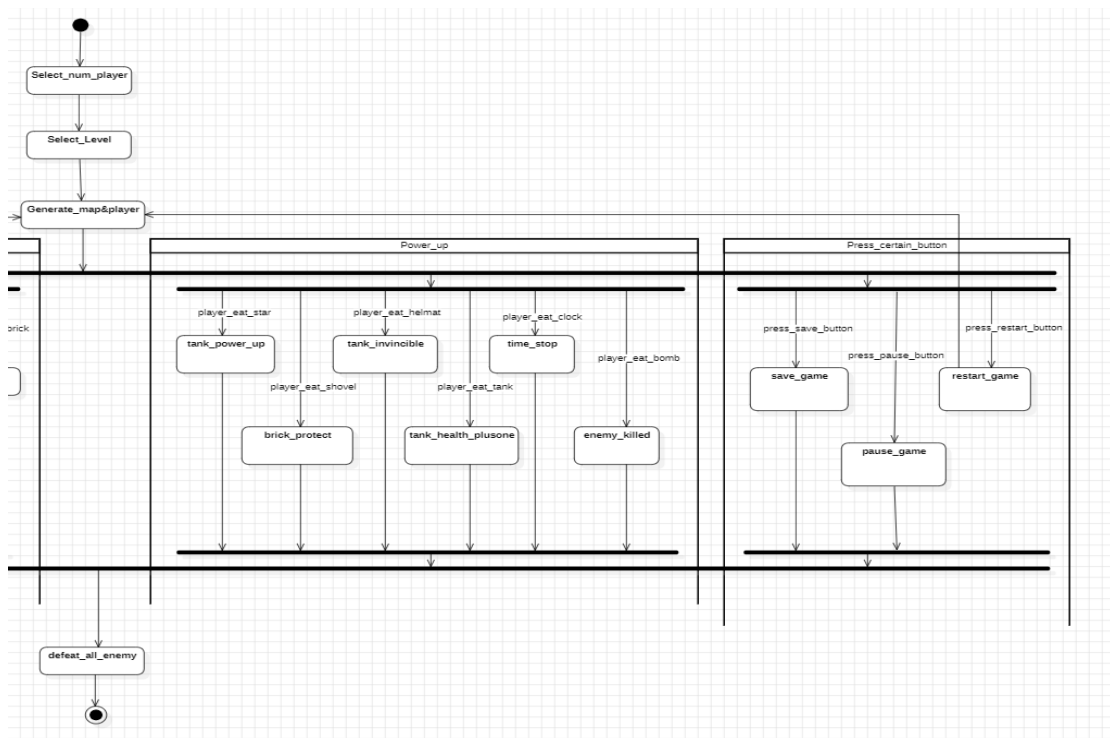 Select_num_player
Select_Level
Generate_map&player
Power_up
Press_certain_button
player_eat_star
player_eat_helmat
player_eat_clock
press_save_button
press_restart_button
brick
tank_power_up
tank_invincible
time_stop
player_eat_bomb
press_pause_button
save_game
restart_game
player_eat_shovel
player_eat_tank
brick_protect
tank_health_plusone
enemy_killed
pause_game
defeat_all_enemy